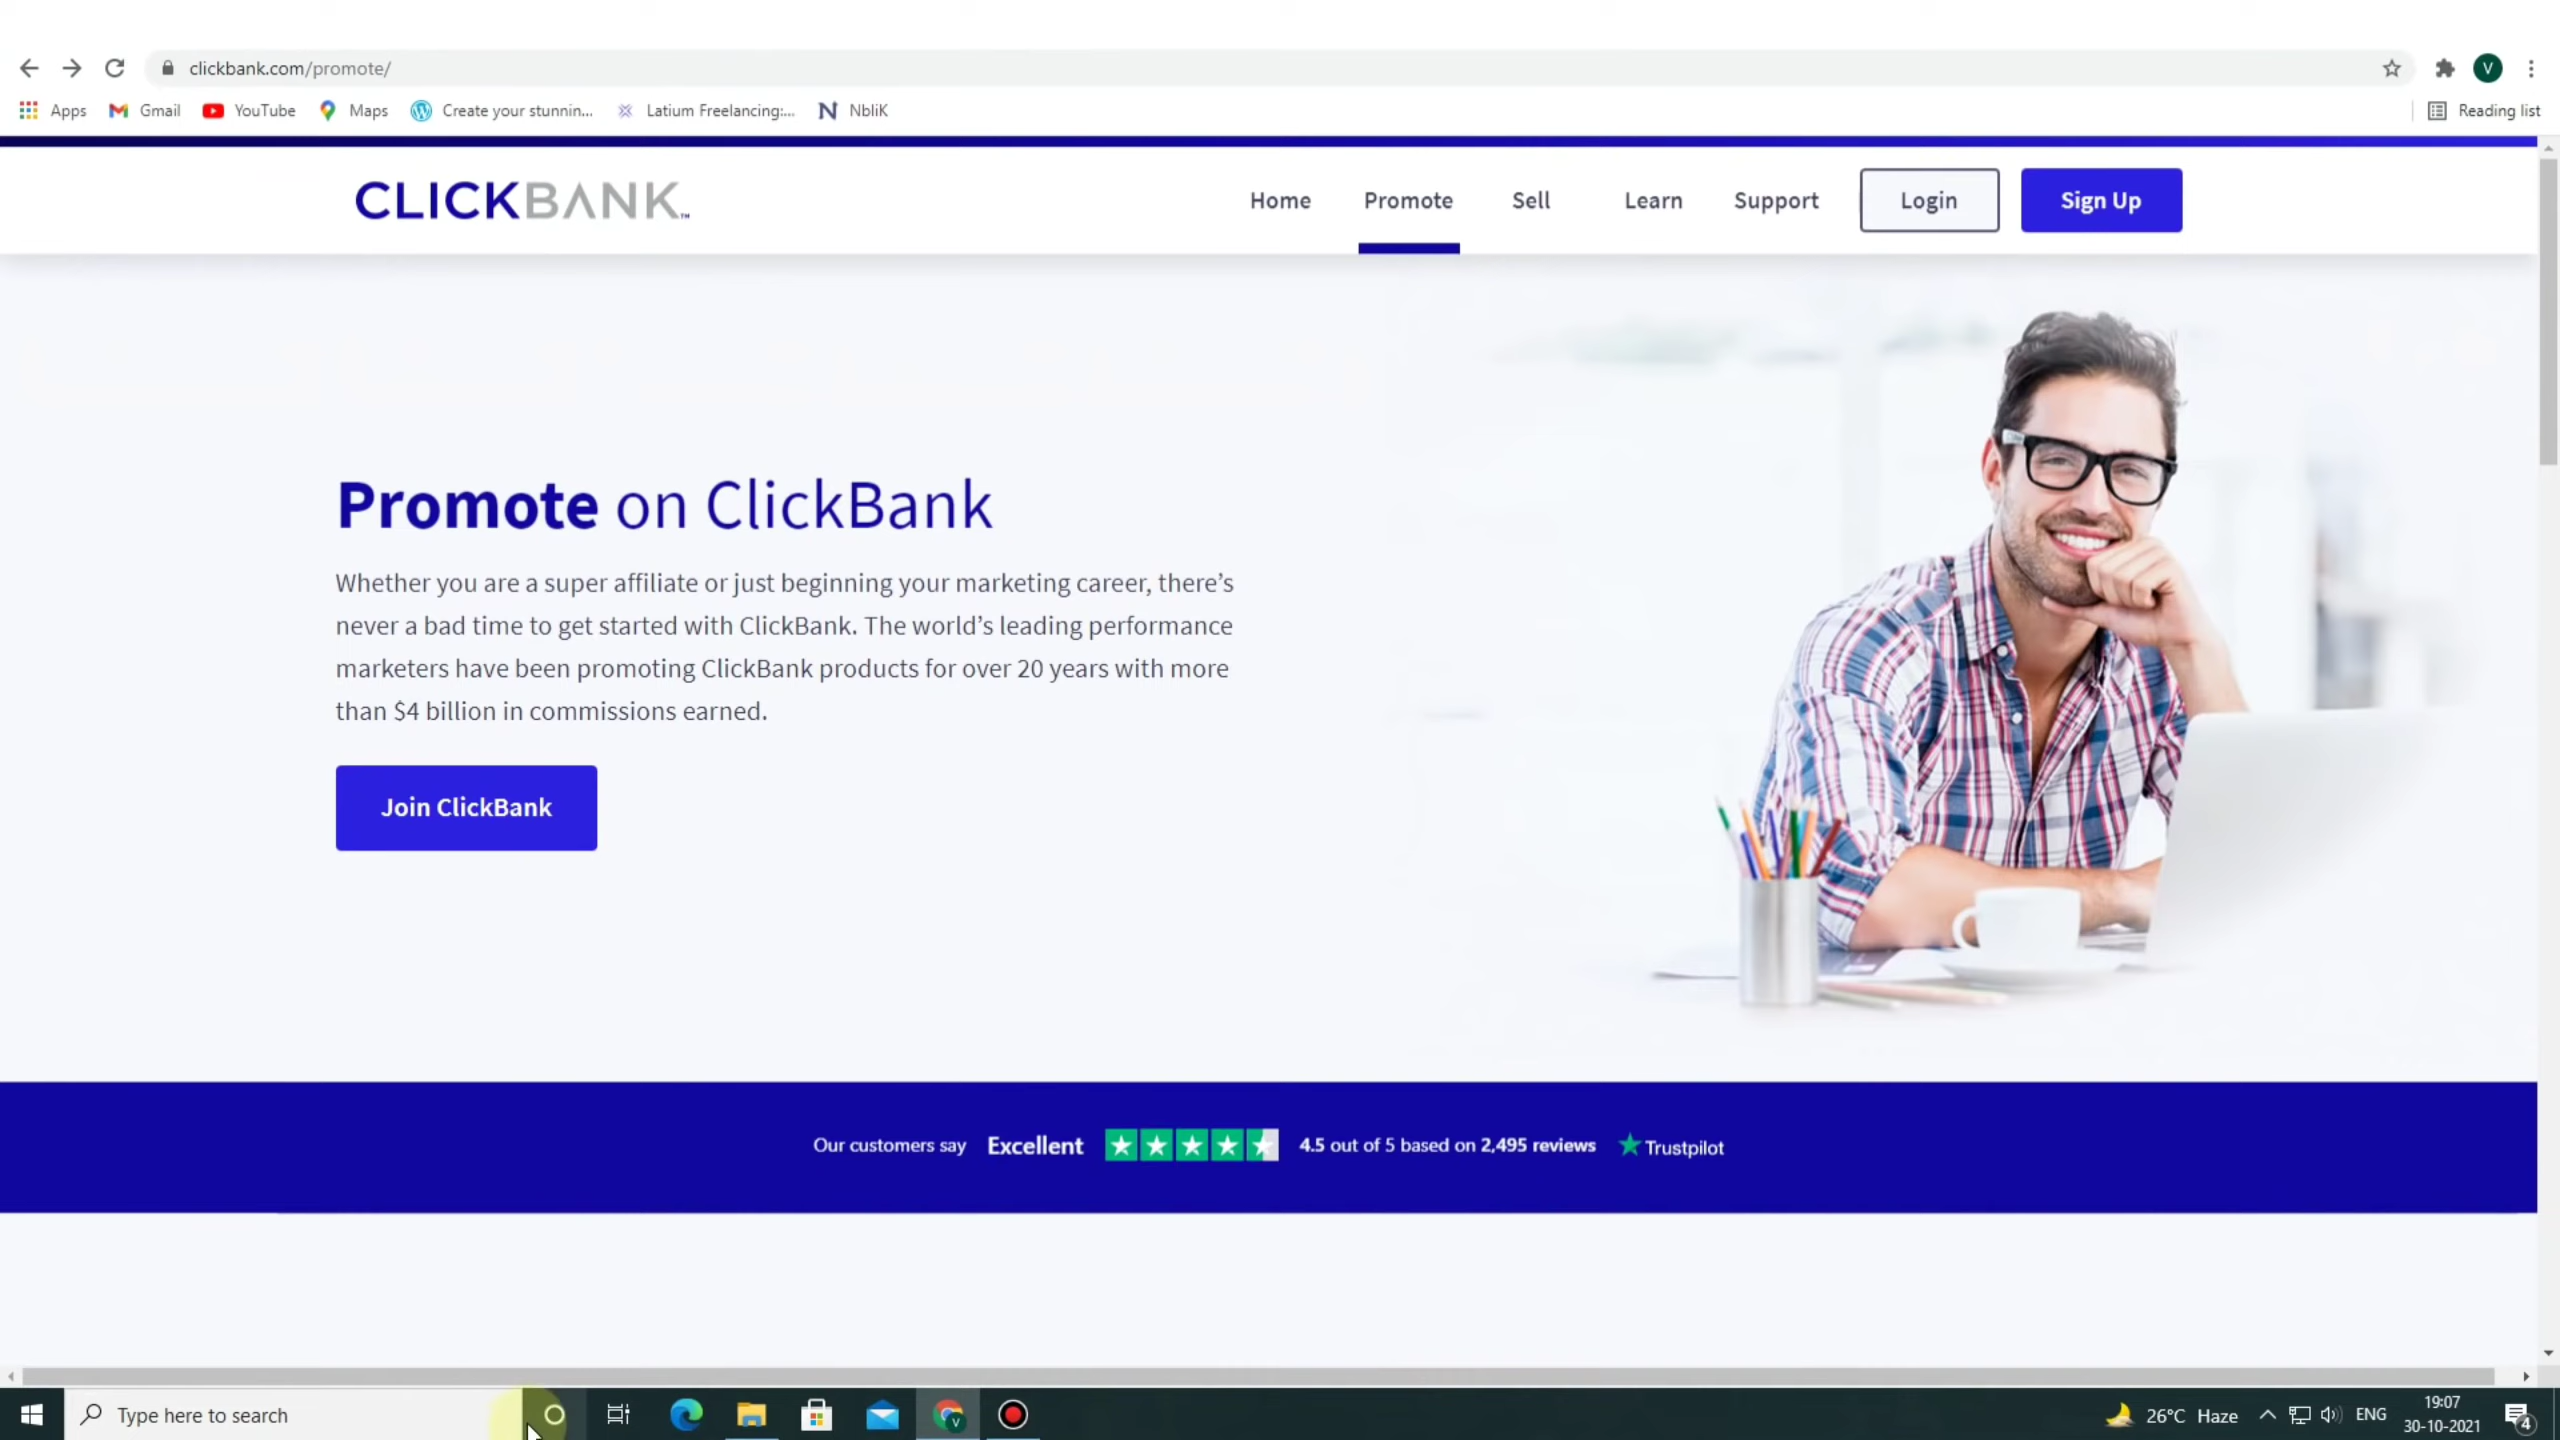 clickbank.com/promote/
V
Apps Gmail YouTube Maps Create your stunnin... Latium Freelancing:... NbliK Reading list
CLICKBANK™ Home Promote Sell Learn Support Login Sign Up
Promote on ClickBank
Whether you are a super affiliate or just beginning your marketing career, there’s
never a bad time to get started with ClickBank. The world’s leading performance
marketers have been promoting ClickBank products for over 20 years with more
than $4 billion in commissions earned.
Join ClickBank
Our customers say Excellent 4.5 out of 5 based on 2,495 reviews Trustpilot
Type here to search V 26°C Haze ENG 19:07
30-10-2021 4